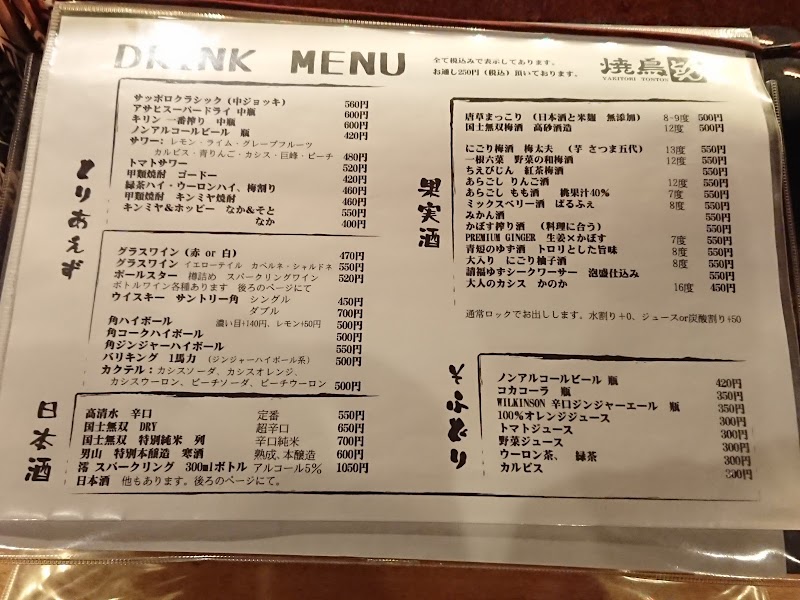 DRINK MENU
全て税込みで表示してあります。
お通し250円(税込)頂いております。
焼鳥
YAKITORI TONTON
とりあえず
サッポロクラシック(中ジョッキ) 560円
アサヒスーパードライ 中瓶 600円
キリン 一番搾り 中瓶 600円
ノンアルコールビール 瓶 420円
サワー:レモン・ライム・グレープフルーツ
カルピス・青りんご・カシス・巨峰・ピーチ 480円
トマトサワー 520円
甲類焼酎 ゴードー 420円
緑茶ハイ・ウーロンハイ、梅割り 460円
甲類焼酎 キンミヤ焼酎 460円
キンミヤ&ホッピー なか&そと 550円
なか 400円
グラスワイン(赤 or 白) 470円
グラスワイン イエローテイル カベルネ・シャルドネ 550円
ポールスター 樽詰め スパークリングワイン 520円
ボトルワイン各種あります 後ろのページにて
ウイスキー サントリー角 シングル 450円
ダブル 700円
角ハイボール 濃い目+140円、レモン+50円 500円
角コークハイボール 500円
角ジンジャーハイボール 550円
バリキング 1馬力 (ジンジャーハイボール系) 500円
カクテル:カシスソーダ、カシスオレンジ、
カシスウーロン、ピーチソーダ、ピーチウーロン 500円
日本酒
高清水 辛口 定番 550円
国士無双 DRY 超辛口 650円
国士無双 特別純米 烈 辛口純米 700円
男山 特別本醸造 寒酒 熟成、本醸造 600円
澪 スパークリング 300mlボトル アルコール5% 1050円
日本酒 他もあります。後ろのページにて。
果実酒
唐草まっこり (日本酒と米麹 無添加) 8-9度 500円
国士無双梅酒 高砂酒造 12度 500円
にごり梅酒 梅太夫 (芋 さつま五代) 13度 550円
一根六菜 野菜の和梅酒 12度 550円
ちえびじん 紅茶梅酒 550円
あらごし りんご酒 12度 550円
あらごし もも酒 桃果汁40% 7度 550円
ミックスベリー酒 ぱるふぇ 8度 550円
みかん酒 550円
かぼす搾り酒 (料理に合う) 550円
PREMIUM GINGER 生姜×かぼす 7度 550円
青短のゆず酒 トロリとした旨味 8度 550円
大入り にごり柚子酒 8度 550円
請福ゆずシークワーサー 泡盛仕込み 550円
大人のカシス かのか 16度 450円
通常ロックでお出しします。水割り+0、ジュースor炭酸割り+50
そふとどり
ノンアルコールビール 瓶 420円
コカコーラ 瓶 350円
WILKINSON 辛口ジンジャーエール 瓶 350円
100%オレンジジュース 300円
トマトジュース 300円
野菜ジュース 300円
ウーロン茶、 緑茶 300円
カルピス 300円